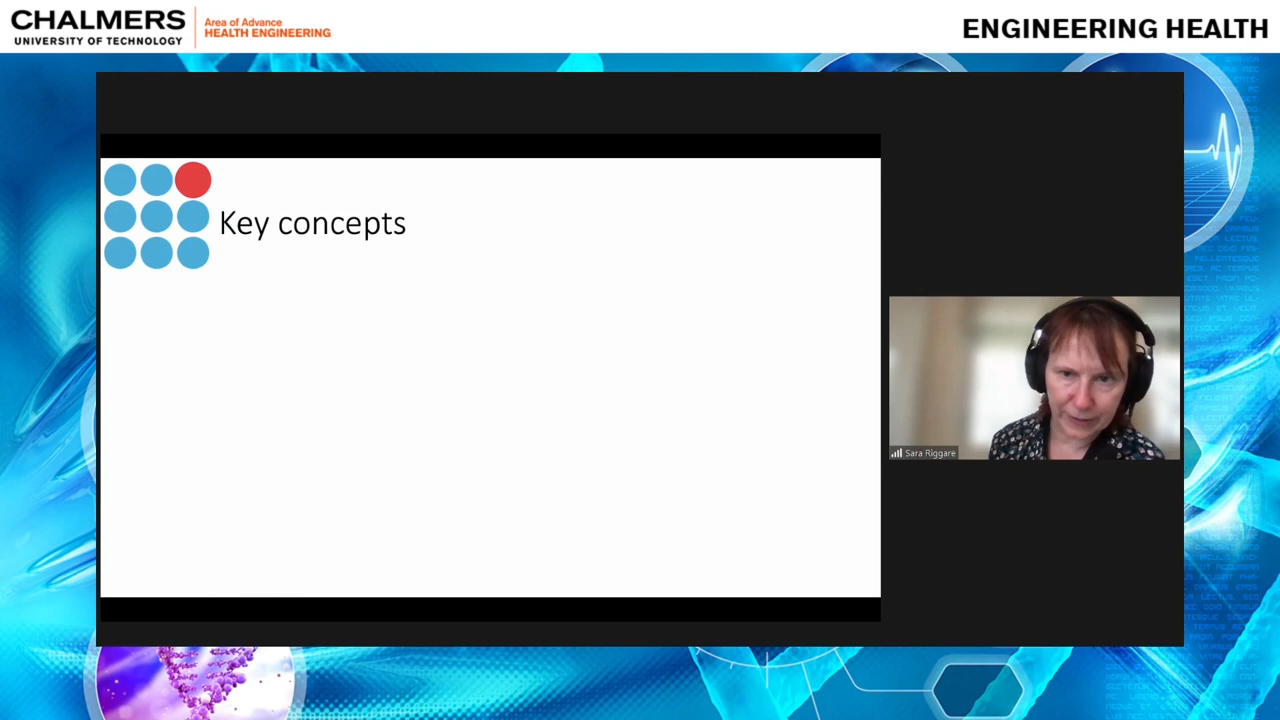 CHALMERS
UNIVERSITY OF TECHNOLOGY
Area of Advance
HEALTH ENGINEERING
ENGINEERING HEALTH
Key concepts
Sara Riggare